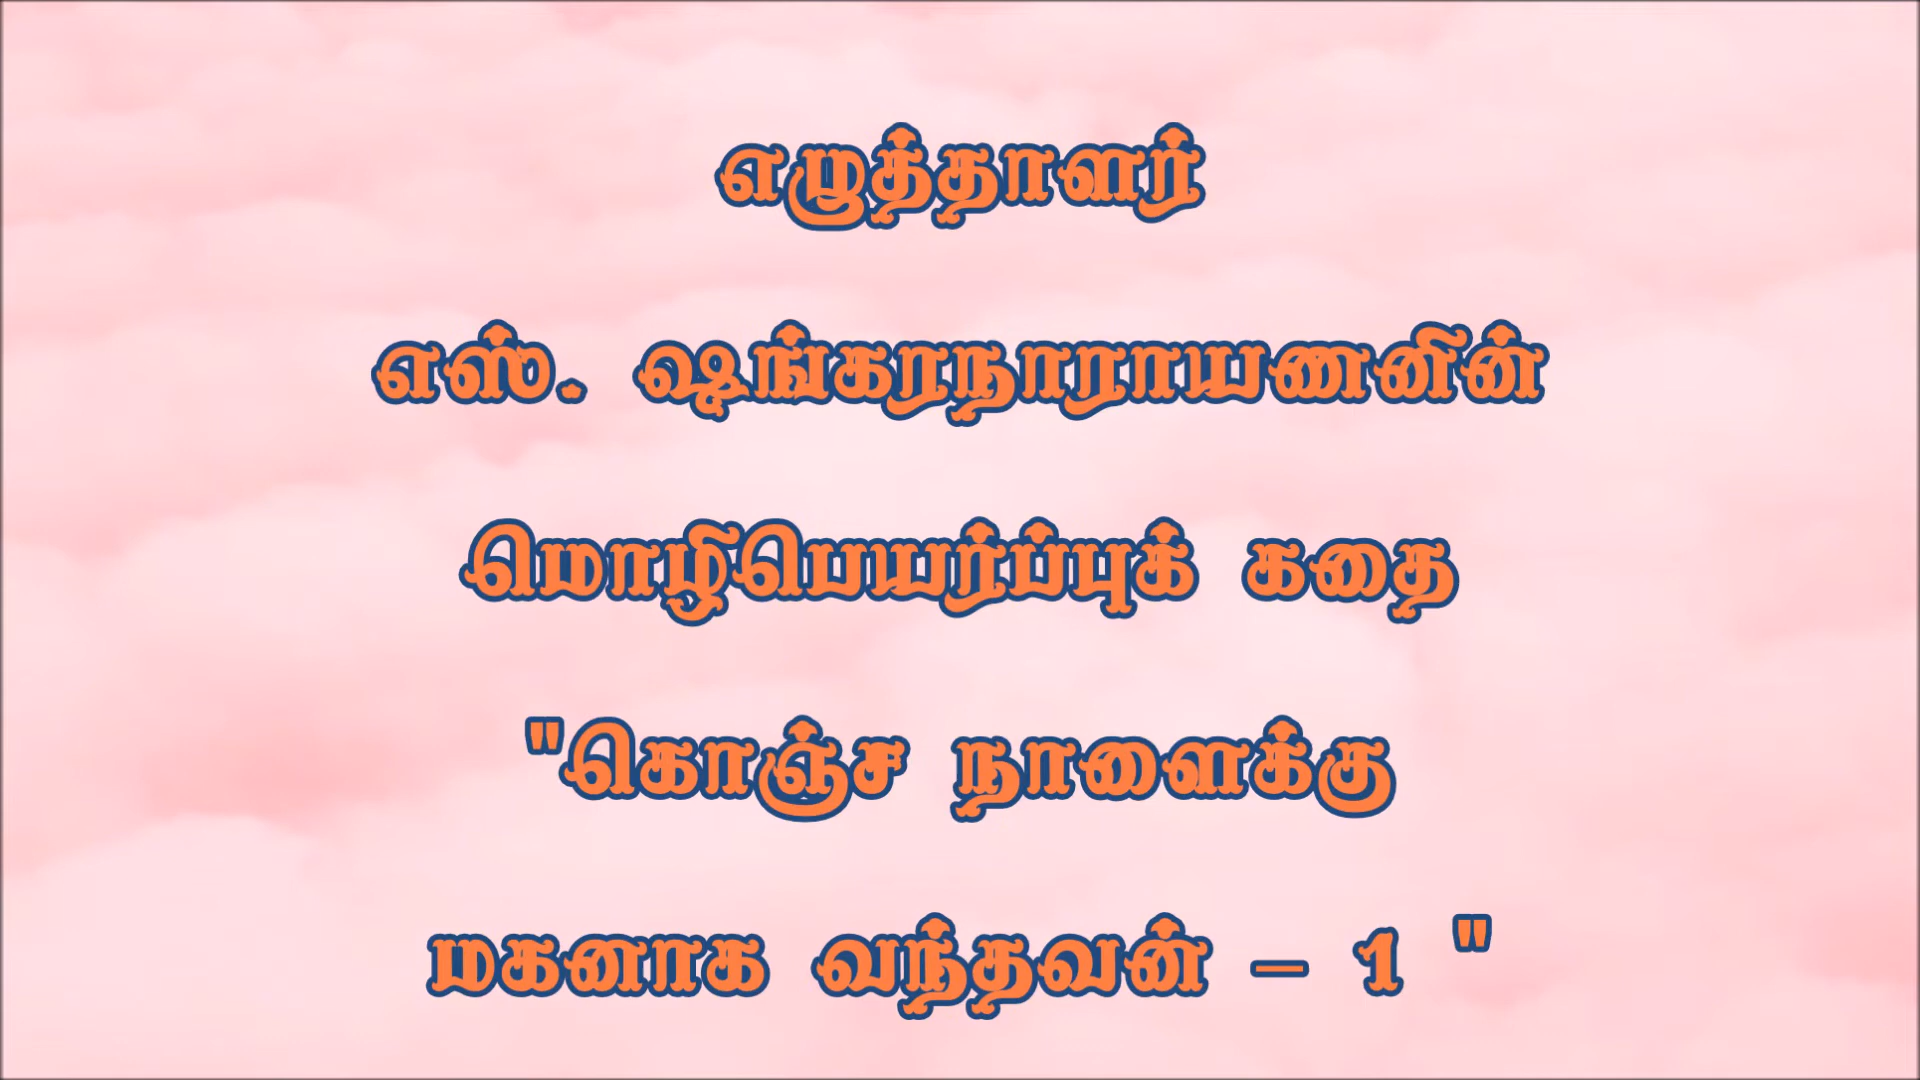 எழுத்தாளர்
எஸ். ஷங்கரநாராயணனின்
மொழிபெயர்ப்புக் கதை
"கொஞ்ச நாளைக்கு
மகனாக வந்தவன் – 1 "